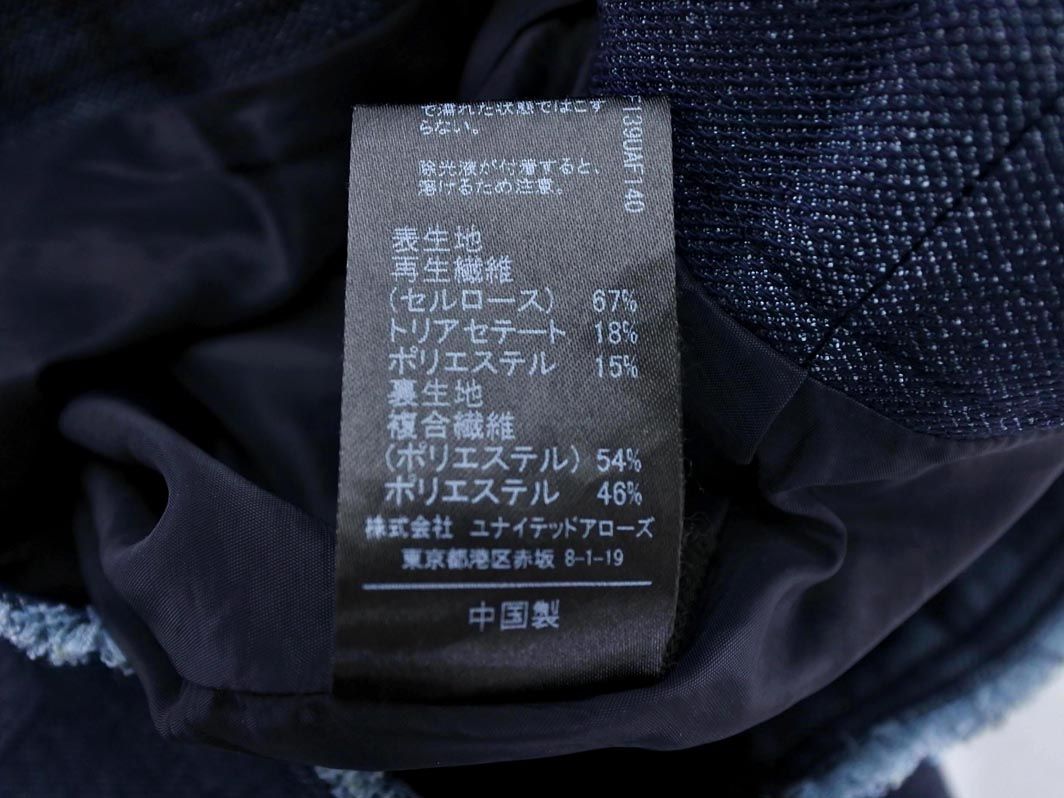 で濡れた状態ではこす
らない。
除光液が付着すると、
溶けるため注意。
表生地
再生繊維
(セルロース) 67%
トリアセテート 18%
ポリエステル 15%
裏生地
複合繊維
(ポリエステル) 54%
ポリエステル 46%
株式会社 ユナイテッドアローズ
東京都港区赤坂 8-1-19
中国製
F139UAF140